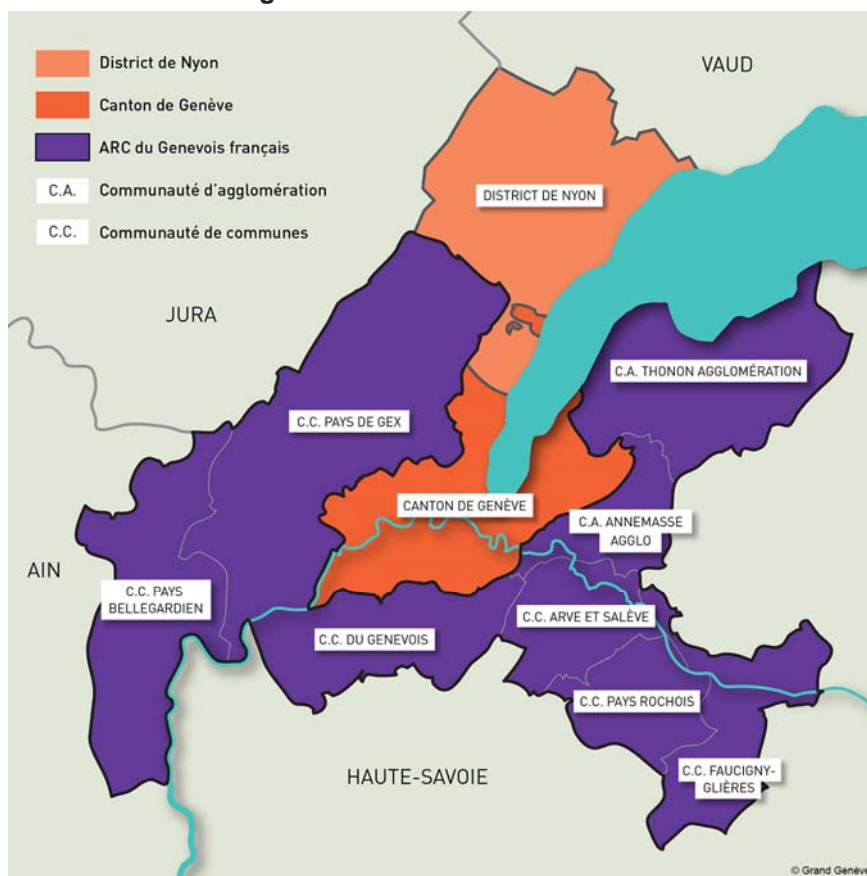 g
District de Nyon
Canton de Genève
ARC du Genevois français
C.A. Communauté d'agglomération
C.C. Communauté de communes
VAUD
DISTRICT DE NYON
JURA
C.A. THONON AGGLOMÉRATION
C.C. PAYS DE GEX
CANTON DE GENÈVE
C.A. ANNEMASSE
AGGLO
AIN
C.C. PAYS
BELLEGARDIEN
C.C. ARVE ET SALÈVE
C.C. DU GENEVOIS
C.C. PAYS ROCHOIS
HAUTE-SAVOIE
C.C. FAUCIGNY-
GLIÈRES
© Grand Genève